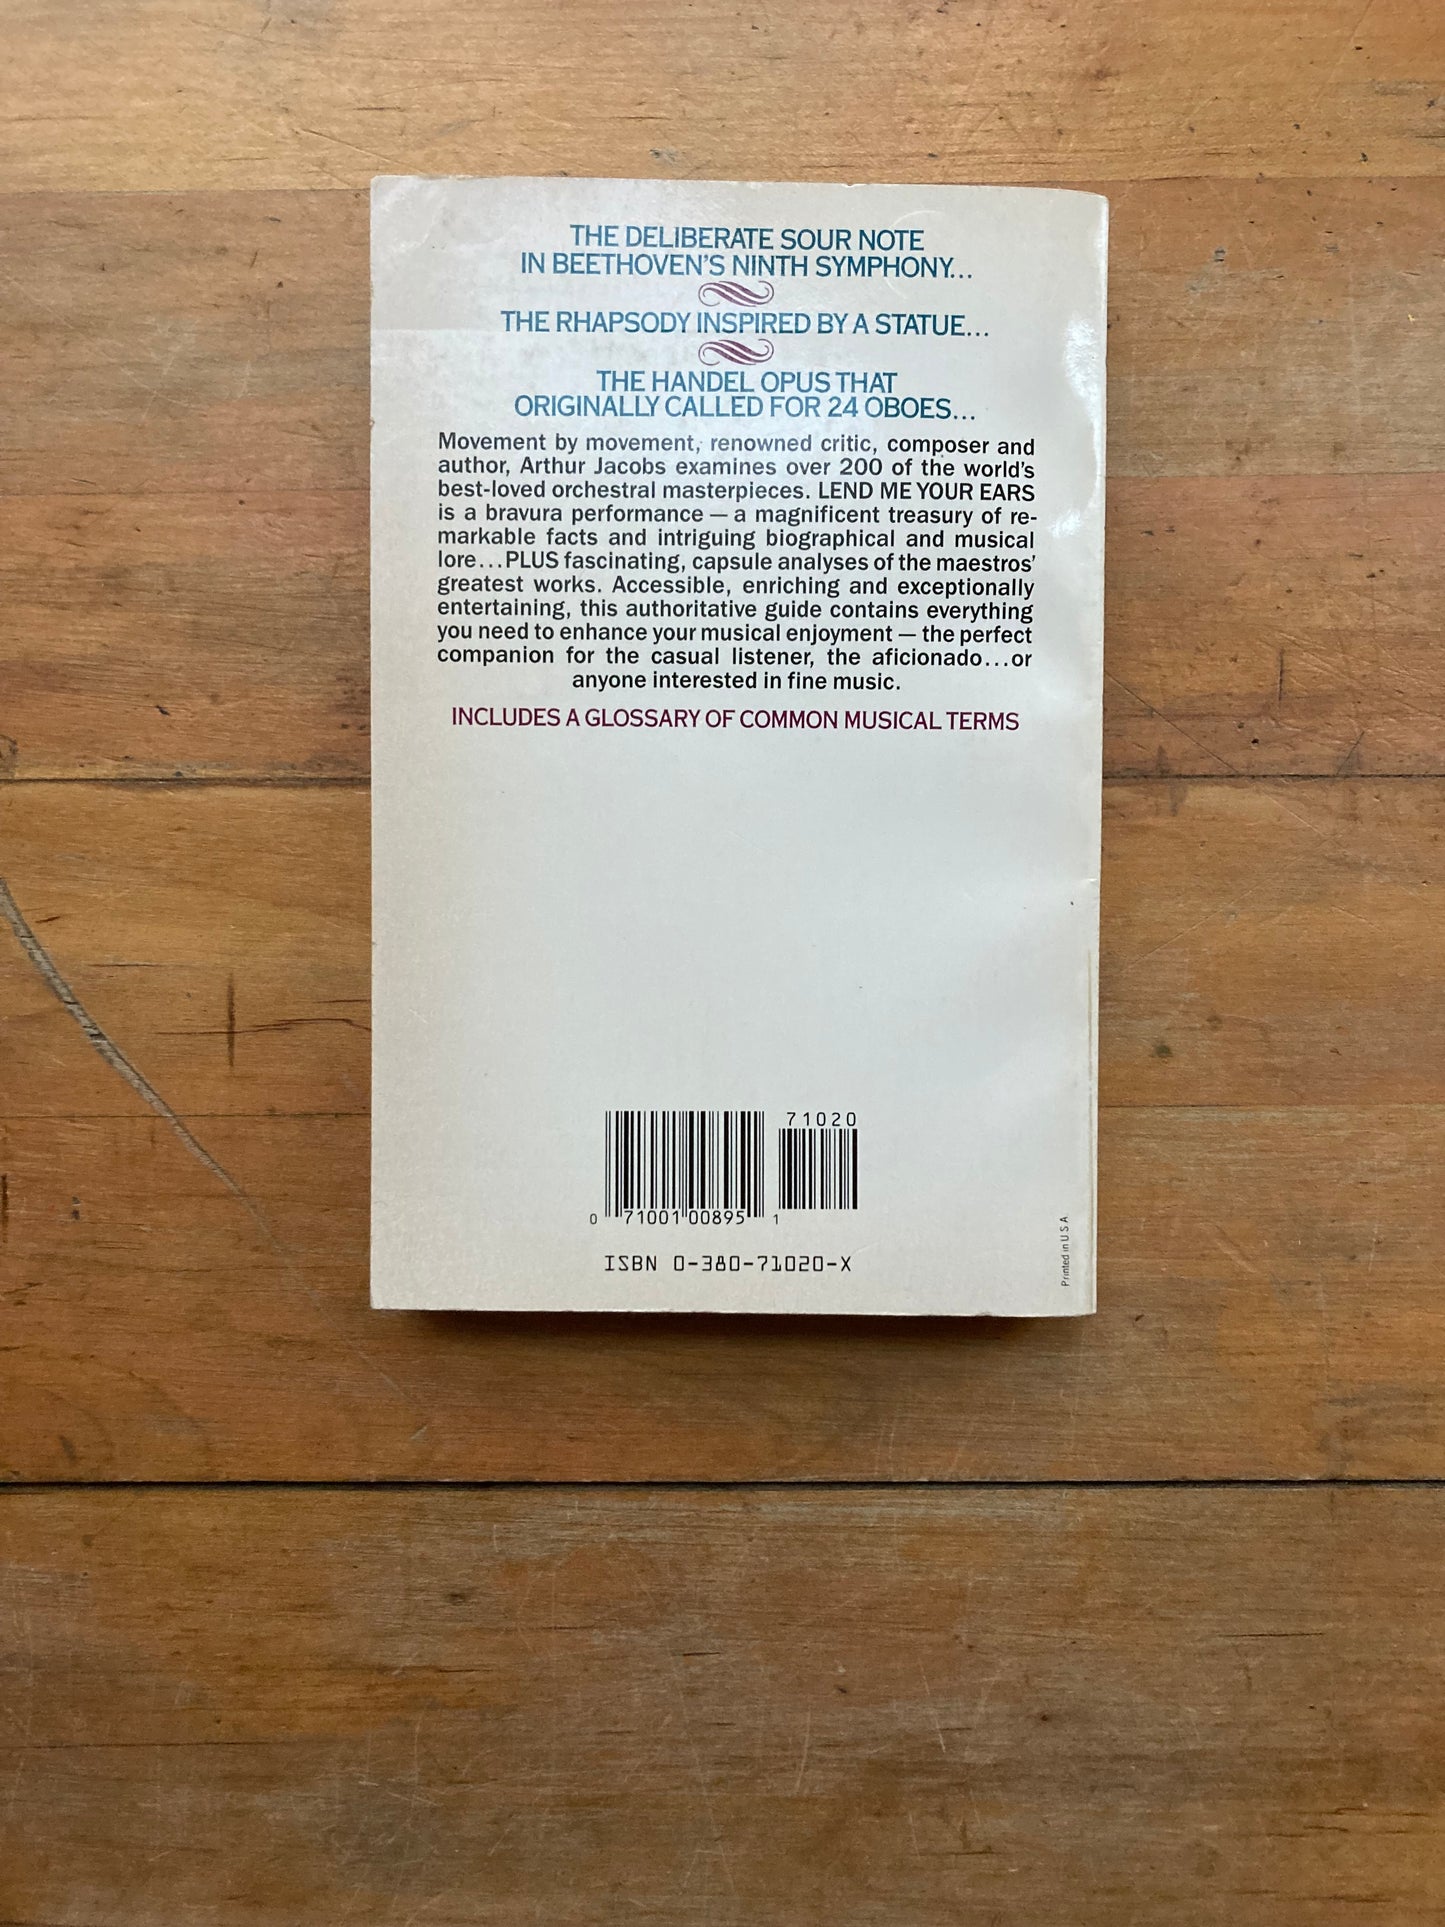 THE DELIBERATE SOUR NOTE
IN BEETHOVEN'S NINTH SYMPHONY...
THE RHAPSODY INSPIRED BY A STATUE...
THE HANDEL OPUS THAT
ORIGINALLY CALLED FOR 24 OBOES...
Movement by movement, renowned critic, composer and
author, Arthur Jacobs examines over 200 of the world's
best-loved orchestral masterpieces. LEND ME YOUR EARS
is a bravura performance — a magnificent treasury of re-
markable facts and intriguing biographical and musical
lore...PLUS fascinating, capsule analyses of the maestros'
greatest works. Accessible, enriching and exceptionally
entertaining, this authoritative guide contains everything
you need to enhance your musical enjoyment — the perfect
companion for the casual listener, the aficionado...or
anyone interested in fine music.
INCLUDES A GLOSSARY OF COMMON MUSICAL TERMS
71020
0 71001 00895 1
ISBN 0-380-71020-X
Printed in U S A